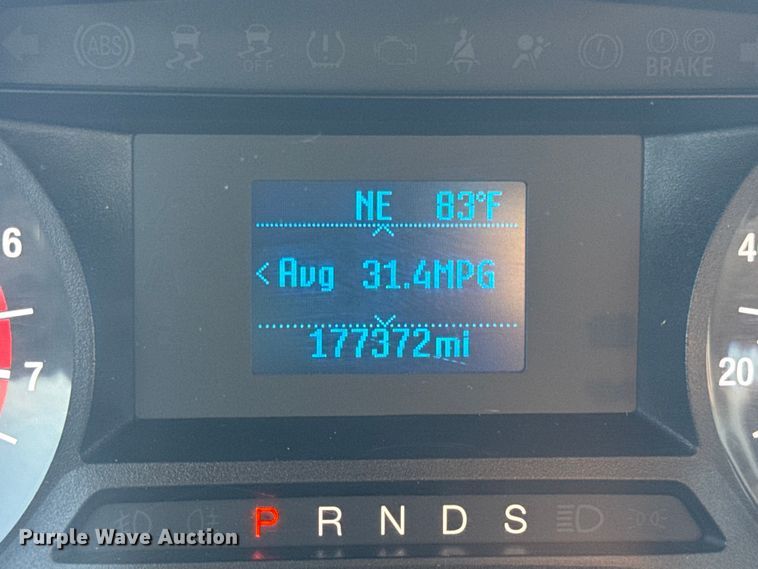 ABS
OFF
BRAKE
NE 83°F
<Avg 31.4MPG
177372mi
6
7
4
20
P R N D S
Purple Wave Auction